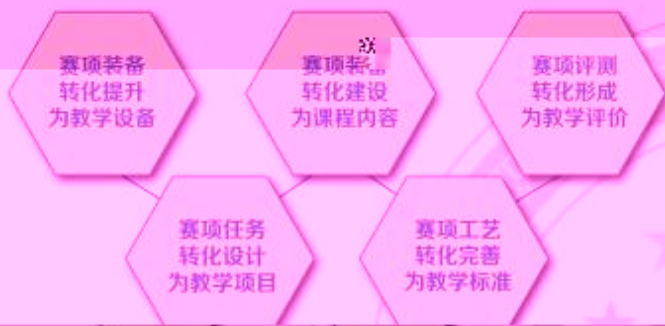 赛项装备
转化提升
为教学设备
赛项装
转化建设
为课程内容
赛项评测
转化形成
为教学评价
赛项任务
转化设计
为教学项目
赛项工艺
转化完善
为教学标准